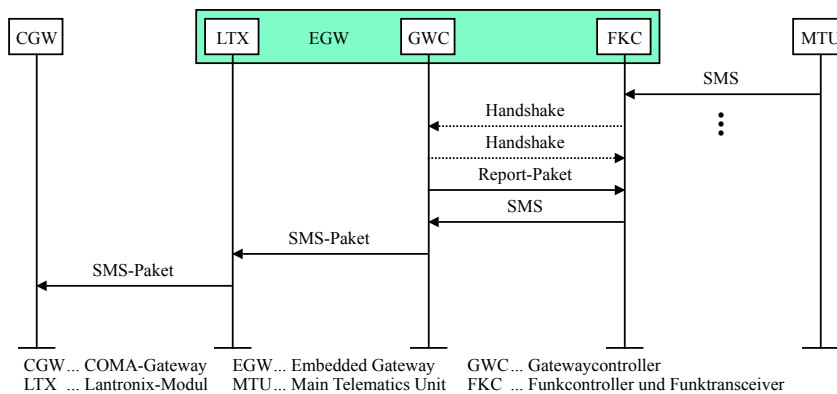 CGW LTX EGW GWC FKC MTU
SMS
Handshake
Handshake
Report-Paket
SMS
SMS-Paket
SMS-Paket
CGW... COMA-Gateway EGW... Embedded Gateway GWC... Gatewaycontroller
LTX ... Lantronix-Modul MTU... Main Telematics Unit FKC ... Funkcontroller und Funktransceiver